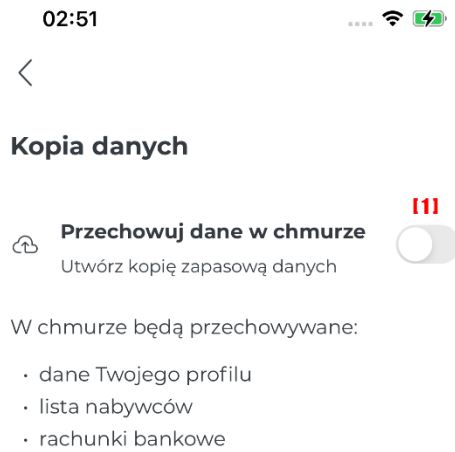 02:51
Kopia danych
[1]
Przechowuj dane w chmurze
Utwórz kopię zapasową danych
W chmurze będą przechowywane:
• dane Twojego profilu
• lista nabywców
• rachunki bankowe